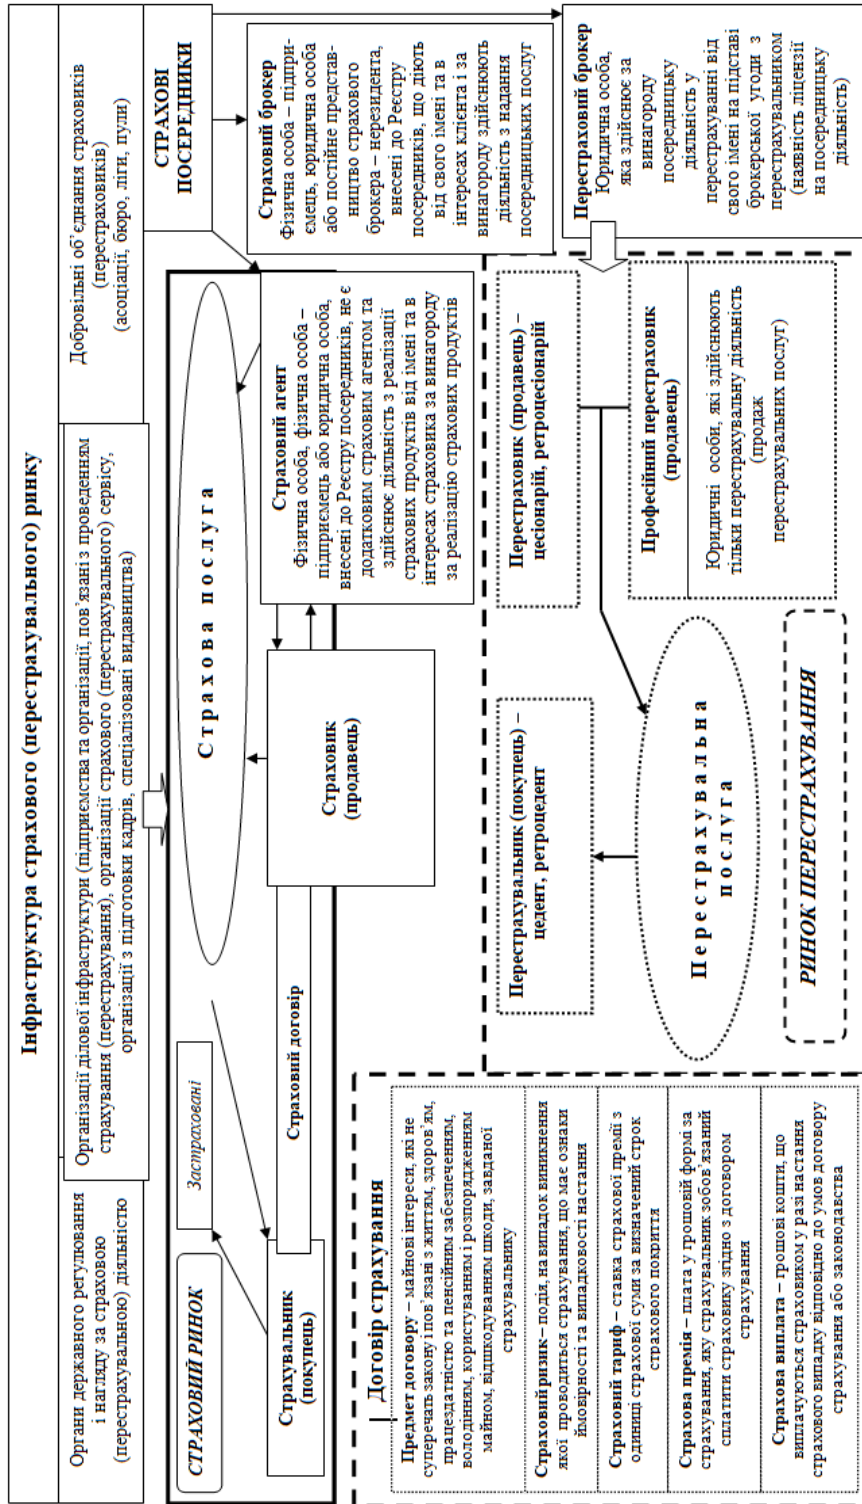 Інфраструктура страхового (перестрахувального) ринку
Органи державного регулювання
і нагляду за страховою
(перестрахувальною) діяльністю
Організації ділової інфраструктури (підприємства та організації, пов'язані з проведенням
страхування (перестрахування), організації страхового (перестрахувального) сервісу,
організації з підготовки кадрів, спеціалізовані видавництва)
Добровільні об'єднання страховиків
(перестраховиків)
(асоціації, бюро, ліги, пули)
СТРАХОВІ
ПОСЕРЕДНИКИ
СТРАХОВИЙ РИНОК
Застраховані
Страхова послуга
Страхувальник
(покупець)
Страховий договір
Страховик
(продавець)
Страховий агент
Фізична особа, фізична особа –
підприємець або юридична особа,
внесені до Реєстру посередників, не є
додатковим страховим агентом та
здійснює діяльність з реалізації
страхових продуктів від імені та в
інтересах страховика за винагороду
за реалізацію страхових продуктів
Страховий брокер
Фізична особа – підпри-
ємець, юридична особа
або постійне представ-
ництво страхового
брокера – нерезидента,
внесені до Реєстру
посередників, що діють
від свого імені та в
інтересах клієнта і за
винагороду здійснюють
діяльність з надання
посередницьких послуг
Перестраховий брокер
Юридична особа,
яка здійснює за
винагороду
посередницьку
діяльність у
перестрахуванні від
свого імені на підставі
брокерської угоди з
перестрахувальником
(наявність ліцензії
на посередницьку
діяльність)
Договір страхування
Предмет договору – майнові інтереси, які не
суперечать закону і пов'язані з життям, здоров'ям,
працездатністю та пенсійним забезпеченням,
володінням, користуванням і розпорядженням
майном, відшкодуванням шкоди, завданої
страхувальнику
Страховий ризик – подія, на випадок виникнення
якої проводиться страхування, що має ознаки
ймовірності та випадковості настання
Страховий тариф – ставка страхової премії з
одиниці страхової суми за визначений строк
страхового покриття
Страхова премія – плата у грошовій формі за
страхування, яку страхувальник зобов'язаний
сплатити страховику згідно з договором
страхування
Страхова виплата – грошові кошти, що
виплачуються страховиком у разі настання
страхового випадку відповідно до умов договору
страхування або законодавства
Перестрахувальник (покупець) –
цедент, ретроцедент
Перестраховик (продавець) –
цесіонарій, ретроцесіонарій
Перестрахувальна
послуга
Професійний перестраховик
(продавець)
Юридичні особи, які здійснюють
тільки перестрахувальну діяльність
(продаж
перестрахувальних послуг)
РИНОК ПЕРЕСТРАХУВАННЯ